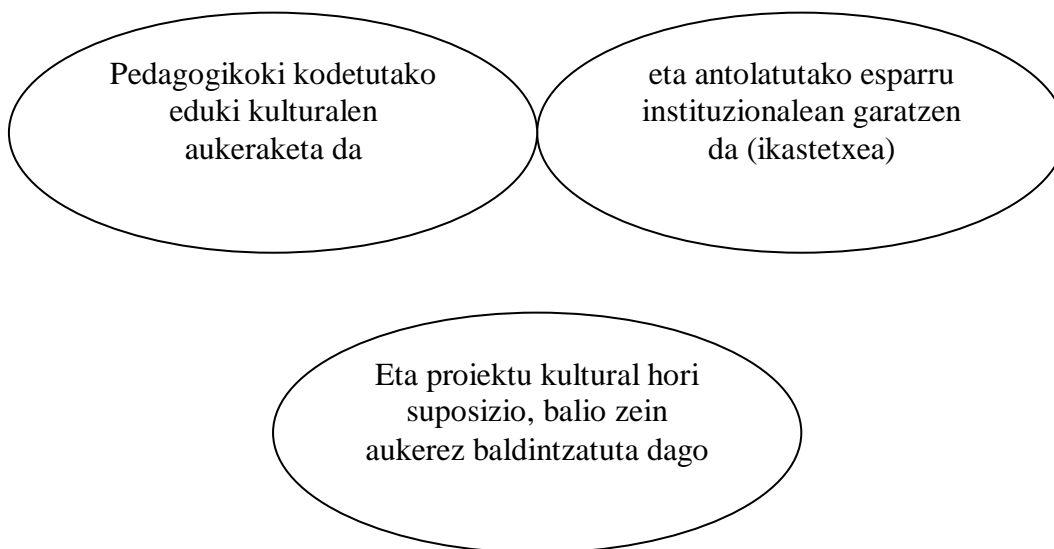 Pedagogikoki kodetutako
eduki kulturalen
aukeraketa da
eta antolatutako esparru
instituzionalean garatzen
da (ikastetxea)
Eta proiektu kultural hori
suposizio, balio zein
aukerez baldintzatuta dago